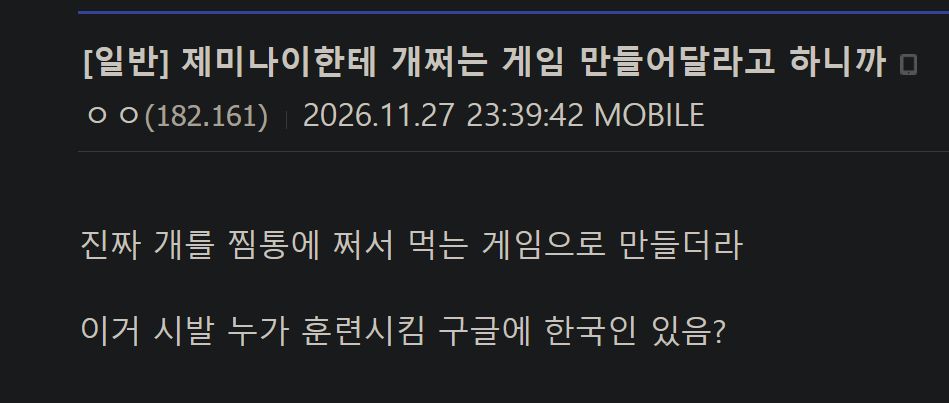 [일반] 제미나이한테 개쩌는 게임 만들어달라고 하니까
ㅇㅇ(182.161) 2026.11.27 23:39:42 MOBILE
진짜 개를 찜통에 쪄서 먹는 게임으로 만들더라
이거 시발 누가 훈련시킴 구글에 한국인 있음?